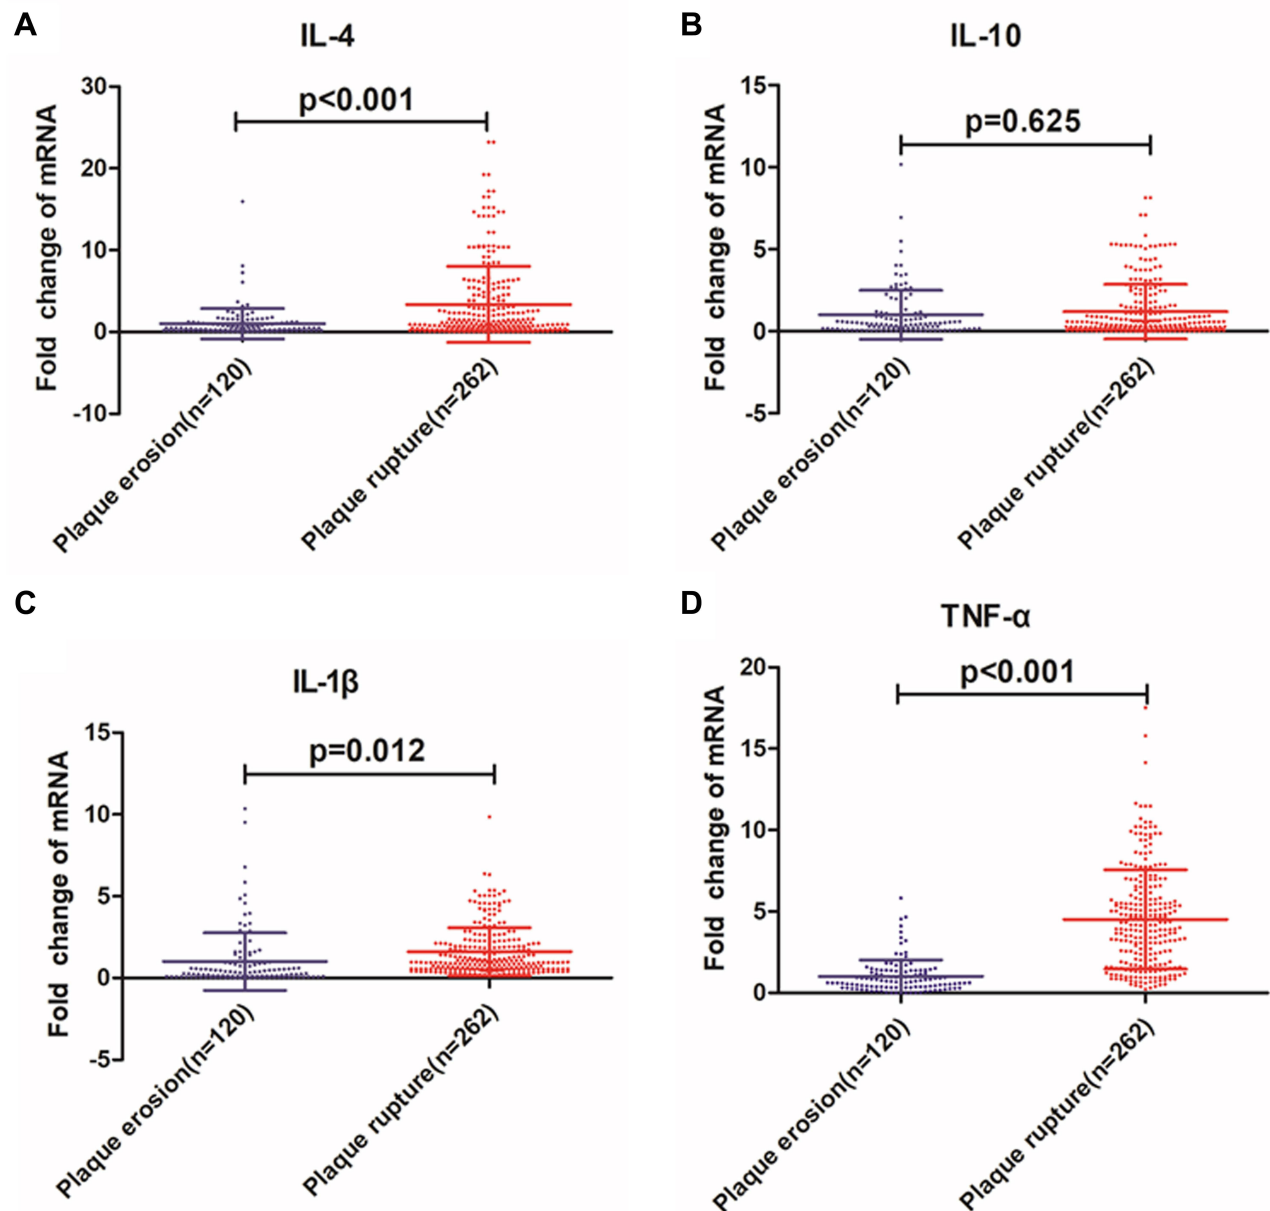 A
IL-4
p<0.001
Fold change of mRNA
30
20
10
0
-10
Plaque erosion(n=120)
Plaque rupture(n=262)
B
IL-10
p=0.625
Fold change of mRNA
15
10
5
0
-5
Plaque erosion(n=120)
Plaque rupture(n=262)
C
IL-1β
p=0.012
Fold change of mRNA
15
10
5
0
-5
Plaque erosion(n=120)
Plaque rupture(n=262)
D
TNF-α
p<0.001
Fold change of mRNA
20
15
10
5
0
Plaque erosion(n=120)
Plaque rupture(n=262)